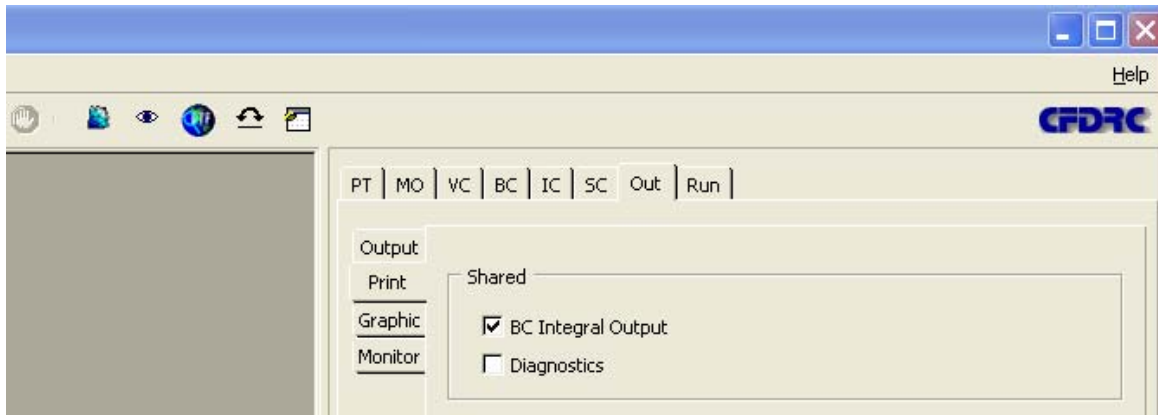 Help
CFDRC
PT MO VC BC IC SC Out Run
Output
Print
Graphic
Monitor
Shared
BC Integral Output
Diagnostics